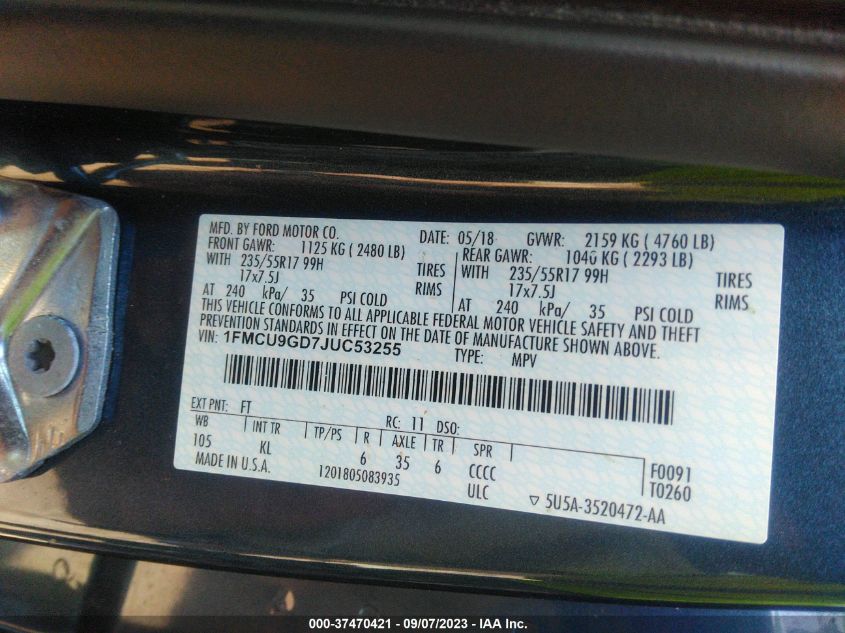 MFD. BY FORD MOTOR CO.
DATE: 05/18 GVWR: 2159 KG ( 4760 LB)
FRONT GAWR: 1125 KG ( 2480 LB)
REAR GAWR: 1040 KG ( 2293 LB)
WITH 235/55R17 99H TIRES
WITH 235/55R17 99H TIRES
17x7.5J RIMS
17x7.5J RIMS
AT 240 kPa/ 35 PSI COLD
AT 240 kPa/ 35 PSI COLD
THIS VEHICLE CONFORMS TO ALL APPLICABLE FEDERAL MOTOR VEHICLE SAFETY AND THEFT
PREVENTION STANDARDS IN EFFECT ON THE DATE OF MANUFACTURE SHOWN ABOVE.
VIN: 1FMCU9GD7JUC53255 TYPE: MPV
EXT PNT: FT RC: 11 DSO:
WB INT TR TP/PS R AXLE TR SPR
105 KL 6 35 6 CCCC F0091
MADE IN U.S.A. 1201805083935 ULC T0260
▽ 5U5A-3520472-AA
000-37470421 — 09/07/2023 - IAA Inc.